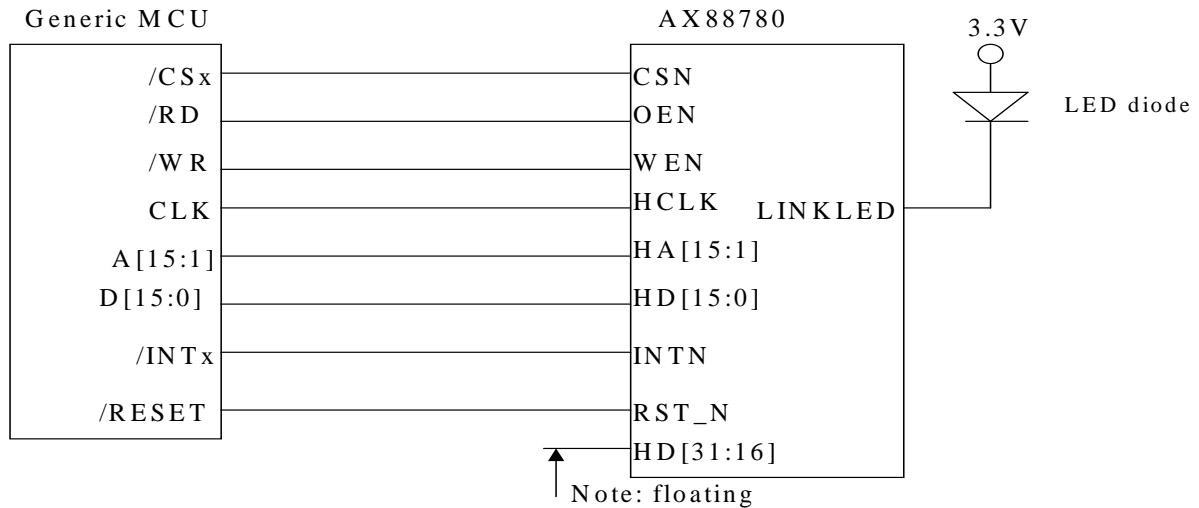 Generic MCU
AX88780
3.3V
LED diode
/CSx
CSN
/RD
OEN
/WR
WEN
CLK
HCLK
LINKLED
A[15:1]
HA[15:1]
D[15:0]
HD[15:0]
/INTx
INTN
/RESET
RST_N
HD[31:16]
Note: floating